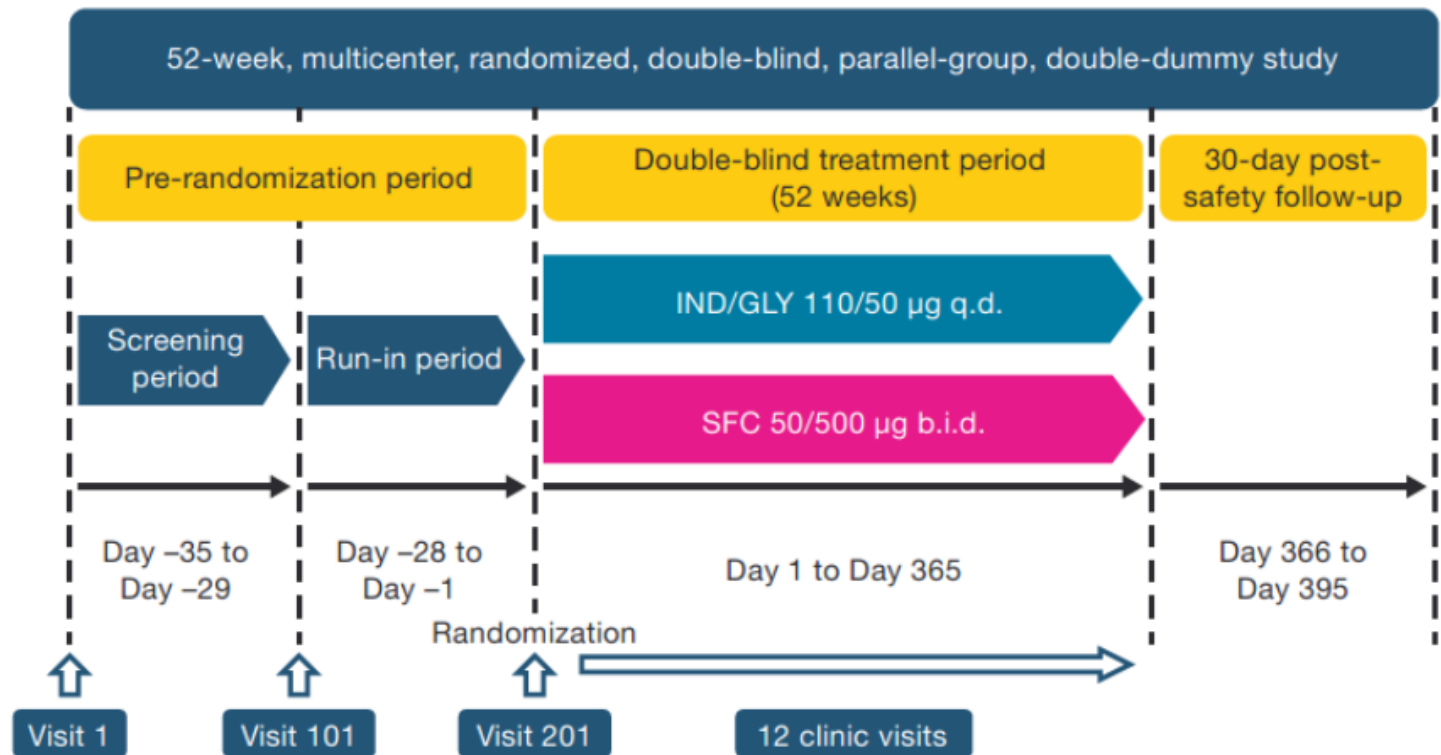 52-week, multicenter, randomized, double-blind, parallel-group, double-dummy study
Pre-randomization period
Double-blind treatment period
(52 weeks)
30-day post-
safety follow-up
Screening
period
Run-in period
IND/GLY 110/50 µg q.d.
SFC 50/500 µg b.i.d.
Day –35 to
Day –29
Day –28 to
Day –1
Day 1 to Day 365
Day 366 to
Day 395
Randomization
Visit 1
Visit 101
Visit 201
12 clinic visits